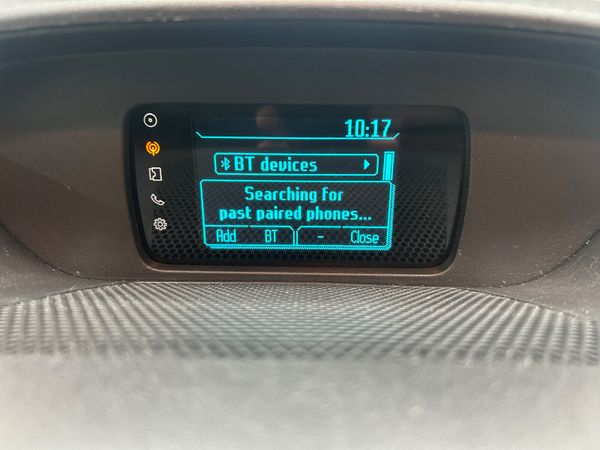 10:17
BT devices
Searching for
past paired phones...
Add BT - Close